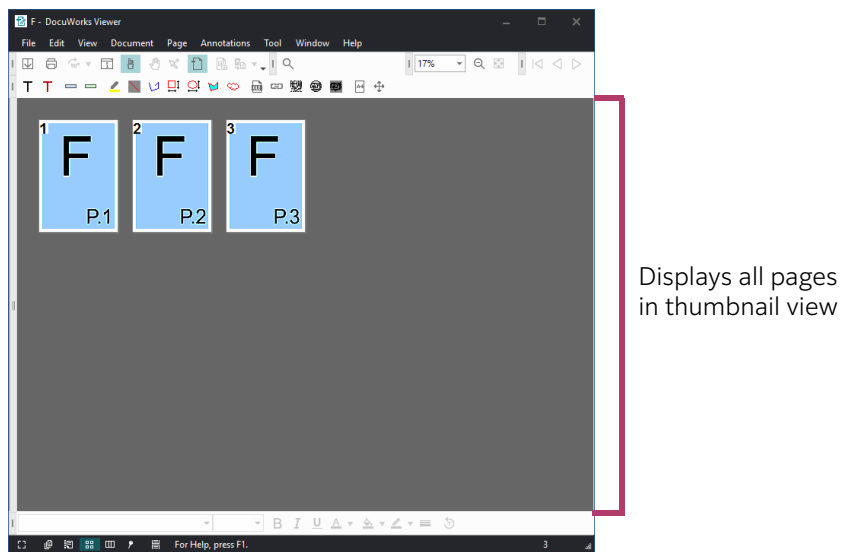 F - DocuWorks Viewer
File Edit View Document Page Annotations Tool Window Help
17%
T T
1 2 3
F F F
P.1 P.2 P.3
Displays all pages
in thumbnail view
B I U A
For Help, press F1.
3